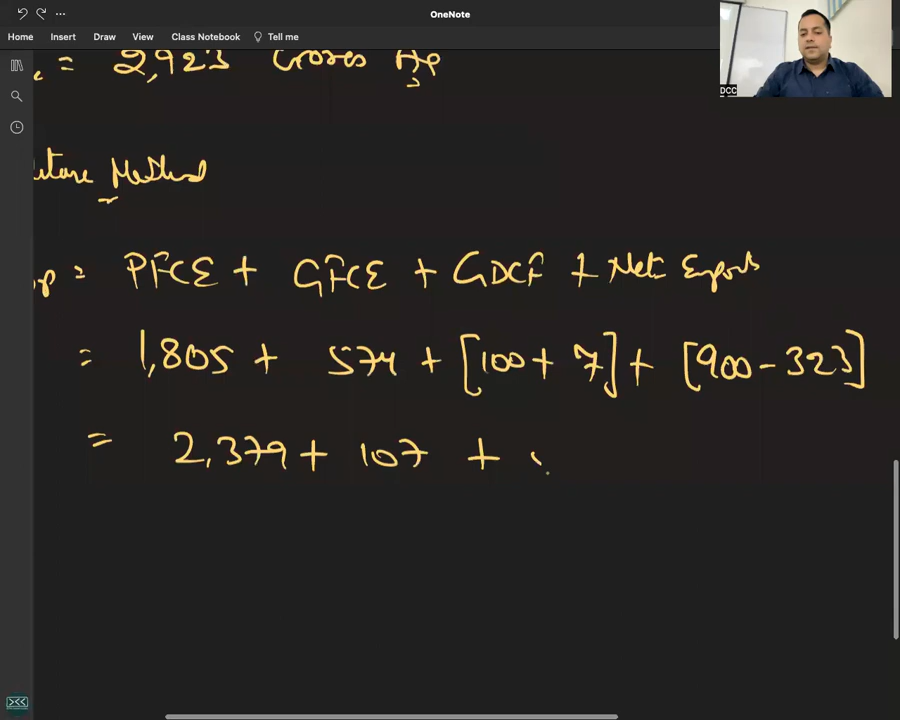 OneNote
Home Insert Draw View Class Notebook Tell me
DCC
= 2,923 Crores
Method
= PFCE + GFCE + GDCF + Net Exports
= 1,805 + 574 + [100 + 7] + [900 - 323]
= 2,379 + 107 +